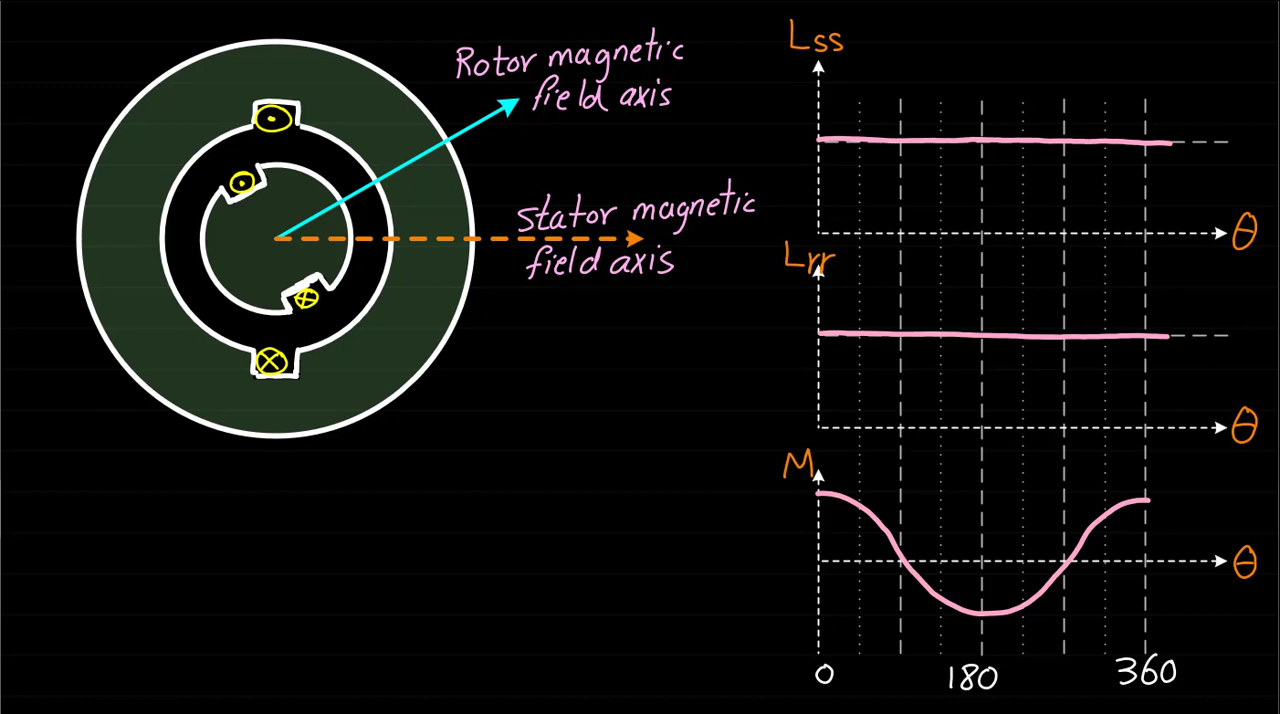 Rotor magnetic
field axis
Stator magnetic
field axis
Lss
θ
Lrr
θ
M
θ
0
180
360